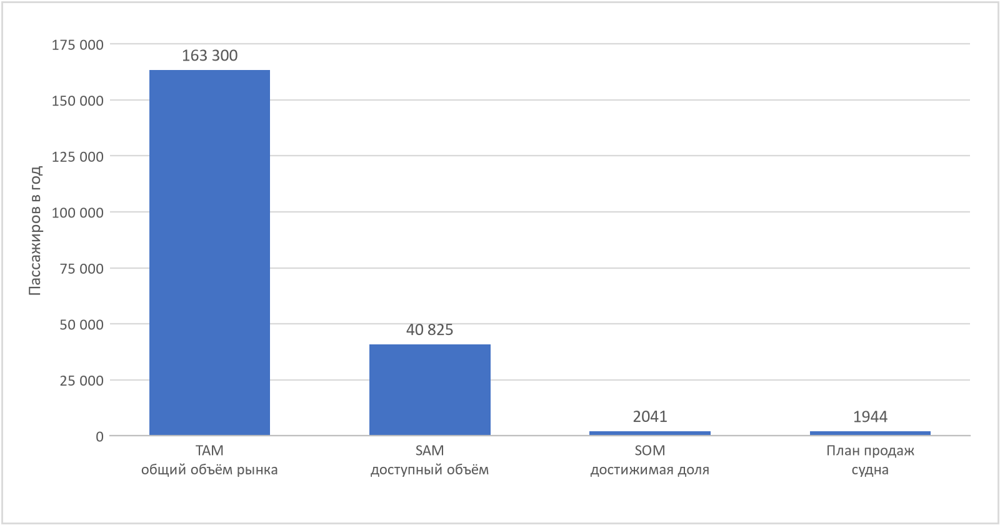 Пассажиров в год
175 000
150 000
125 000
100 000
75 000
50 000
25 000
0
163 300
40 825
2041
1944
TAM
общий объём рынка
SAM
доступный объём
SOM
достижимая доля
План продаж
судна